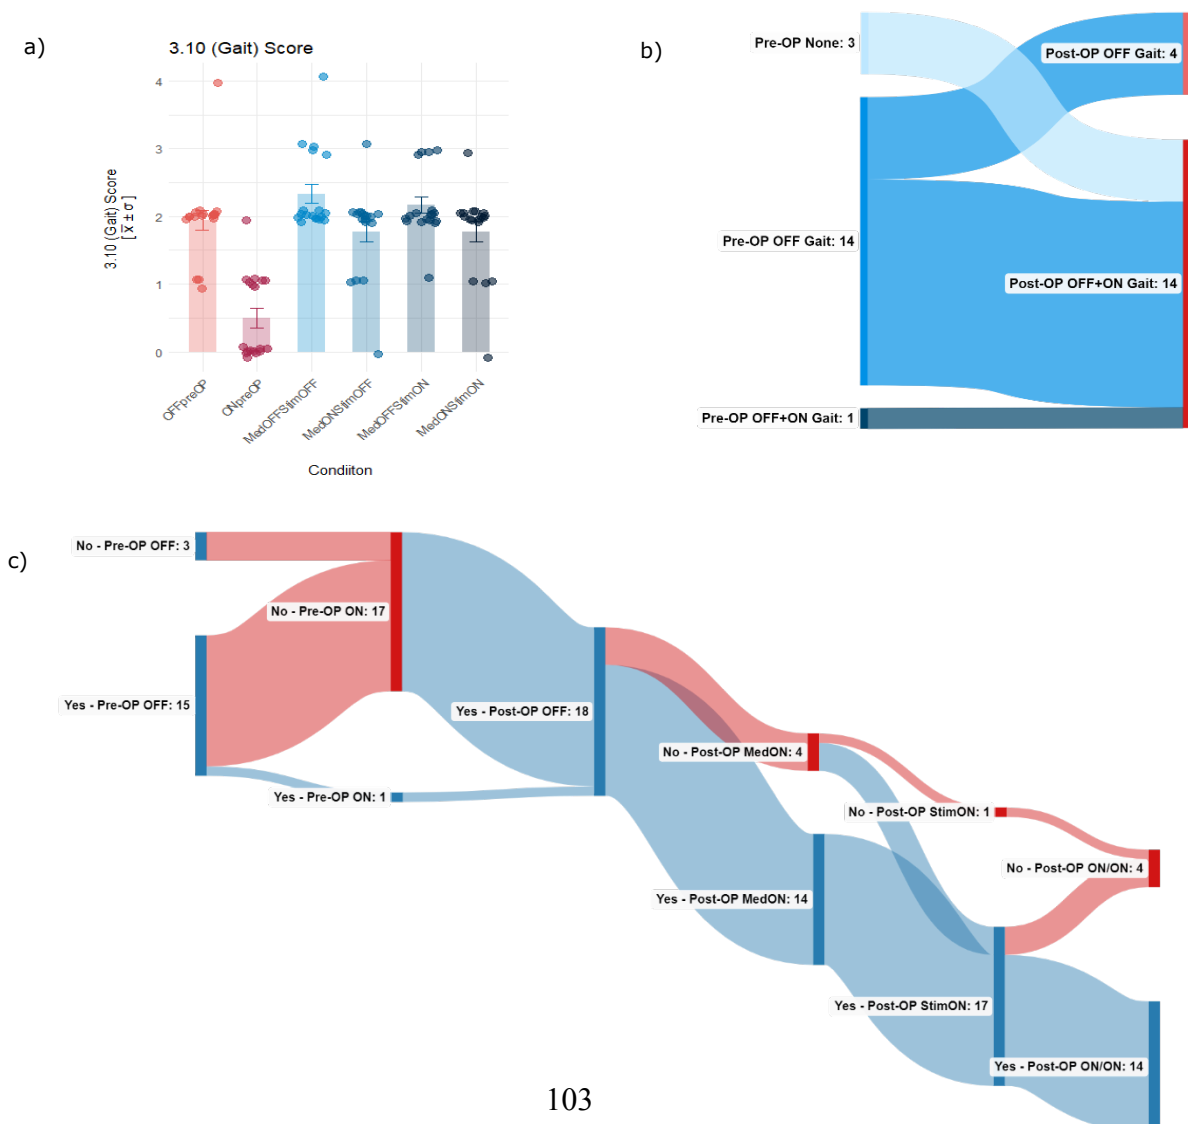 a)
3.10 (Gait) Score
4
3
2
1
0
3.10 (Gait) Score
[ x̄ ± σ ]
OFFpreOP
ONpreOP
MedOFFStimOFF
MedONStimOFF
MedOFFStimON
MedONStimON
Condiiton
b)
Pre-OP None: 3
Post-OP OFF Gait: 4
Pre-OP OFF Gait: 14
Post-OP OFF+ON Gait: 14
Pre-OP OFF+ON Gait: 1
c)
No - Pre-OP OFF: 3
No - Pre-OP ON: 17
Yes - Pre-OP OFF: 15
Yes - Post-OP OFF: 18
No - Post-OP MedON: 4
Yes - Pre-OP ON: 1
No - Post-OP StimON: 1
No - Post-OP ON/ON: 4
Yes - Post-OP MedON: 14
Yes - Post-OP StimON: 17
Yes - Post-OP ON/ON: 14
103